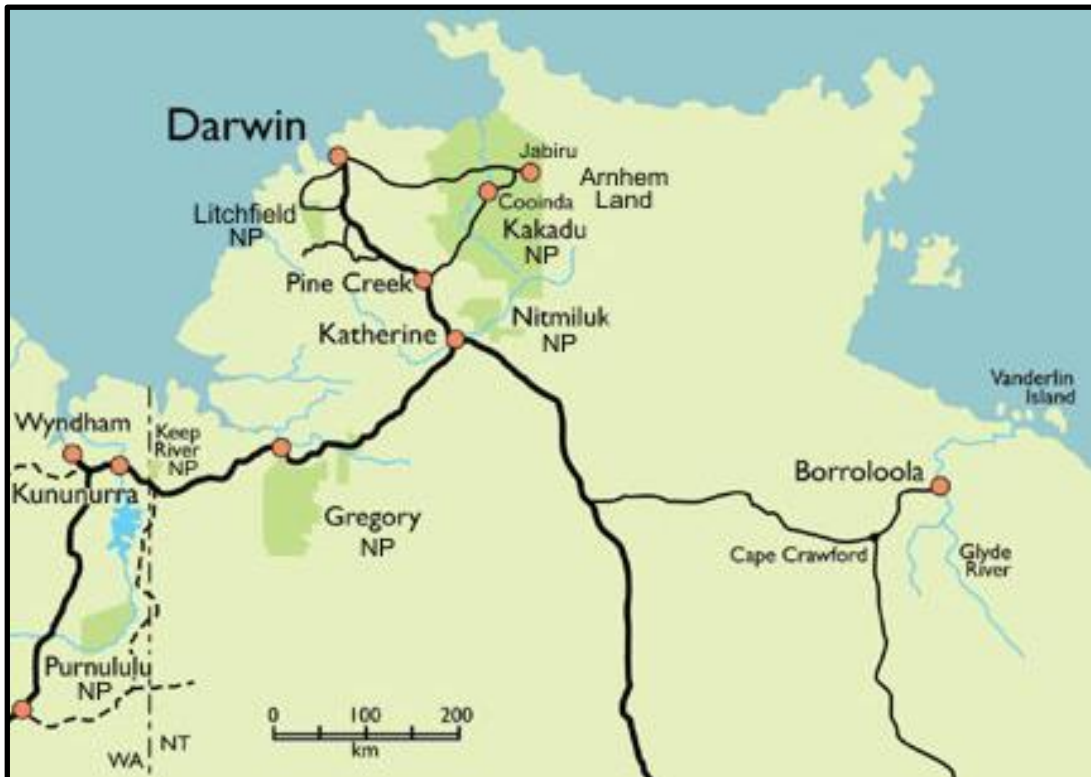 Darwin
Jabiru
Arnhem
Land
Cooinda
Litchfield
NP
Kakadu
NP
Pine Creek
Nitmiluk
NP
Katherine
Vanderlin
Island
Wyndham
Keep
River
NP
Kununurra
Borroloola
Gregory
NP
Cape Crawford
Glyde
River
Purnululu
NP
0 100 200
km
WA NT